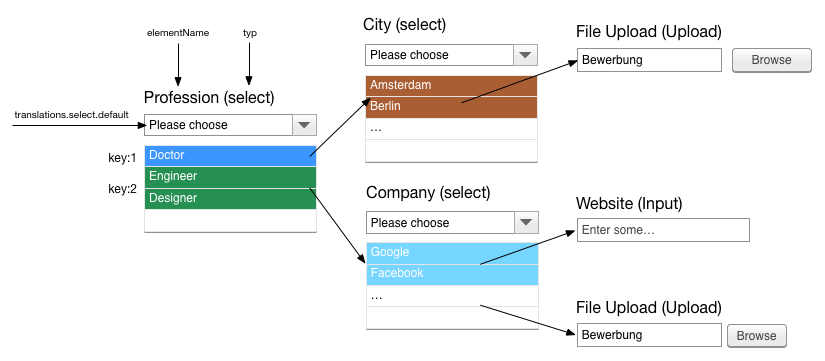 elementName
typ
translations.select.default
Profession (select)
Please choose
key:1
Doctor
Engineer
key:2
Designer
City (select)
Please choose
Amsterdam
Berlin
...
File Upload (Upload)
Bewerbung
Browse
Company (select)
Please choose
Google
Facebook
...
Website (Input)
Enter some...
File Upload (Upload)
Bewerbung
Browse